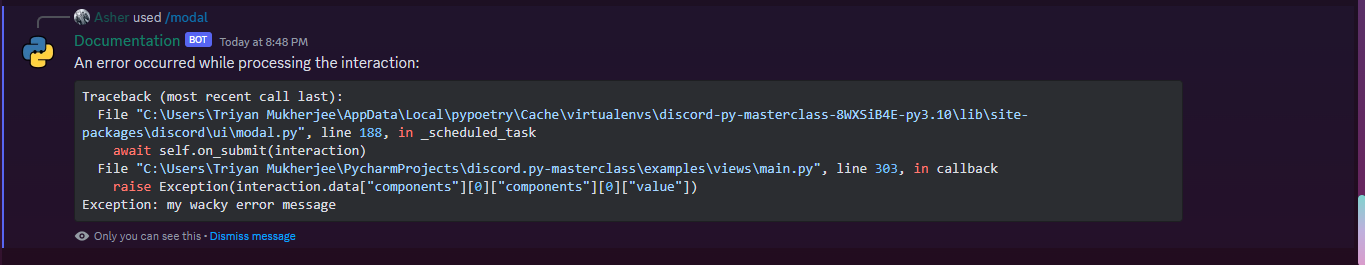 Asher used /modal
Documentation BOT Today at 8:48 PM
An error occurred while processing the interaction:
Traceback (most recent call last):
  File "C:\Users\Triyan Mukherjee\AppData\Local\pypoetry\Cache\virtualenvs\discord-py-masterclass-8WXSiB4E-py3.10\lib\site-
packages\discord\ui\modal.py", line 188, in _scheduled_task
    await self.on_submit(interaction)
  File "C:\Users\Triyan Mukherjee\PycharmProjects\discord.py-masterclass\examples\views\main.py", line 303, in callback
    raise Exception(interaction.data["components"][0]["components"][0]["value"])
Exception: my wacky error message
Only you can see this • Dismiss message